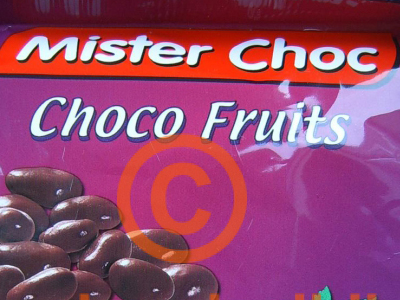 Mister Choc
Choco Fruits
©